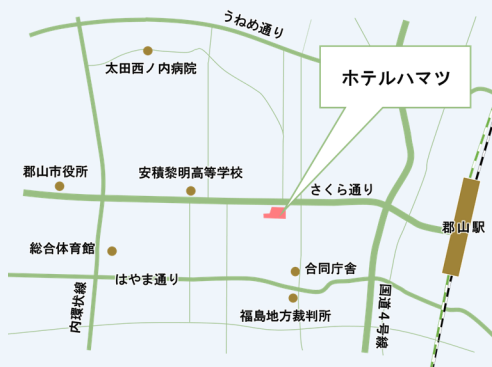 うねめ通り
太田西ノ内病院
ホテルハマツ
郡山市役所
安積黎明高等学校
さくら通り
郡山駅
総合体育館
はやま通り
合同庁舎
内環状線
福島地方裁判所
国道4号線